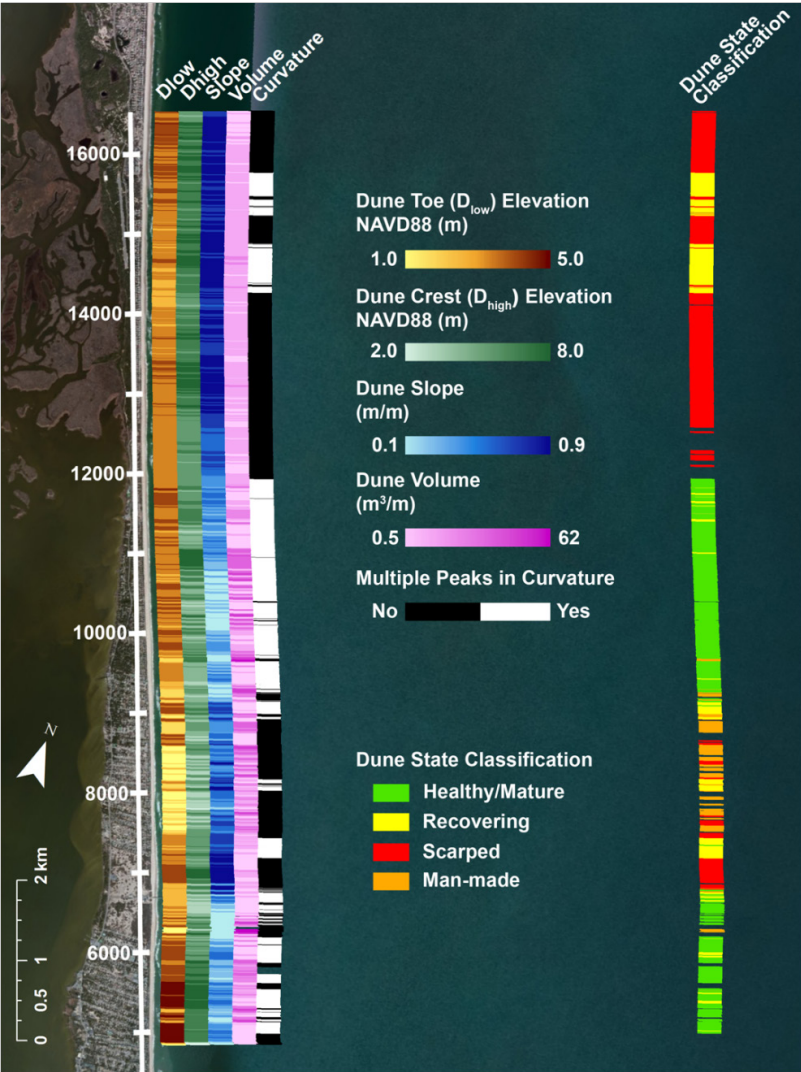 Dlow
Dhigh
Slope
Volume
Curvature
Dune State
Classification
16000
14000
12000
10000
8000
6000
Dune Toe (Dlow) Elevation
NAVD88 (m)
1.0 5.0
Dune Crest (Dhigh) Elevation
NAVD88 (m)
2.0 8.0
Dune Slope
(m/m)
0.1 0.9
Dune Volume
(m³/m)
0.5 62
Multiple Peaks in Curvature
No Yes
N
Dune State Classification
Healthy/Mature
Recovering
Scarped
Man-made
2 km
1
0.5
0